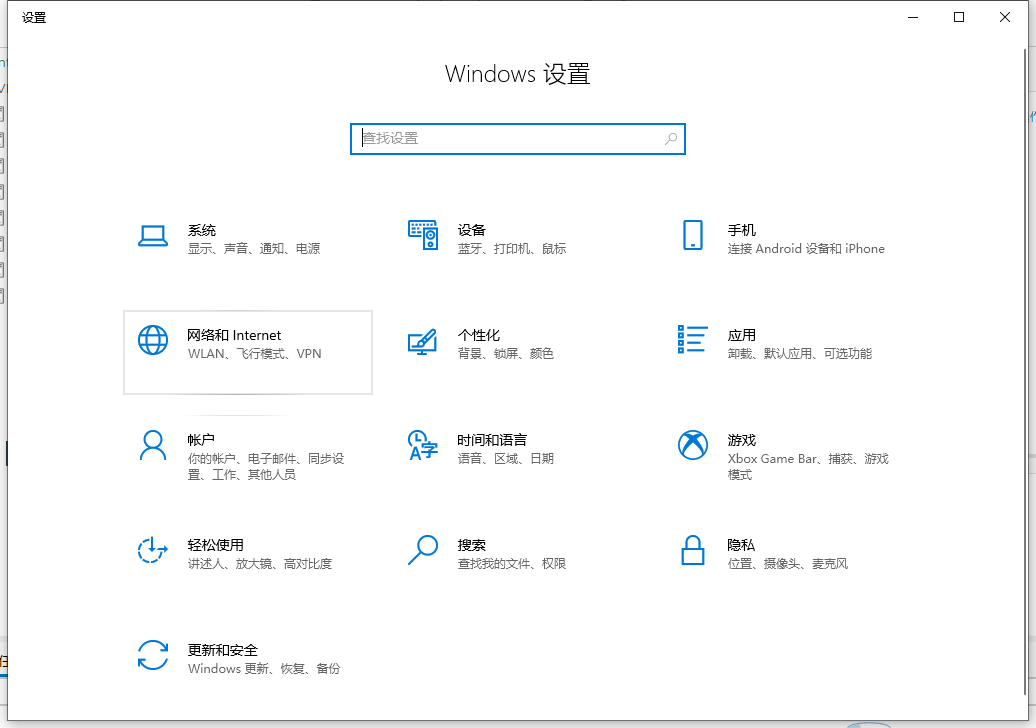 设置
Windows 设置
查找设置
系统
显示、声音、通知、电源
设备
蓝牙、打印机、鼠标
手机
连接 Android 设备和 iPhone
网络和 Internet
WLAN、飞行模式、VPN
个性化
背景、锁屏、颜色
应用
卸载、默认应用、可选功能
帐户
你的帐户、电子邮件、同步设
置、工作、其他人员
时间和语言
语音、区域、日期
游戏
Xbox Game Bar、捕获、游戏
模式
轻松使用
讲述人、放大镜、高对比度
搜索
查找我的文件、权限
隐私
位置、摄像头、麦克风
更新和安全
Windows 更新、恢复、备份